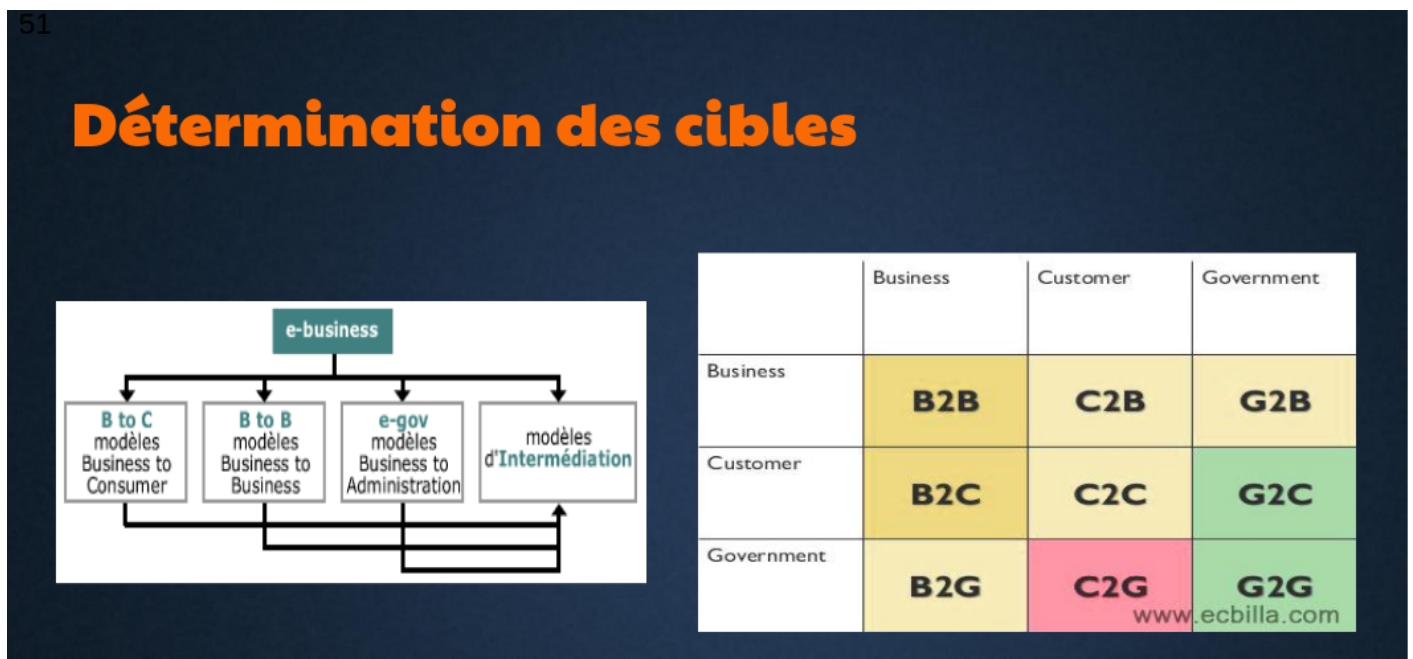 51
Détermination des cibles
e-business
B to C
modèles
Business to
Consumer
B to B
modèles
Business to
Business
e-gov
modèles
Business to
Administration
modèles
d'Intermédiation
Business Customer Government
Business B2B C2B G2B
Customer B2C C2C G2C
Government B2G C2G G2G
www.ecbilla.com